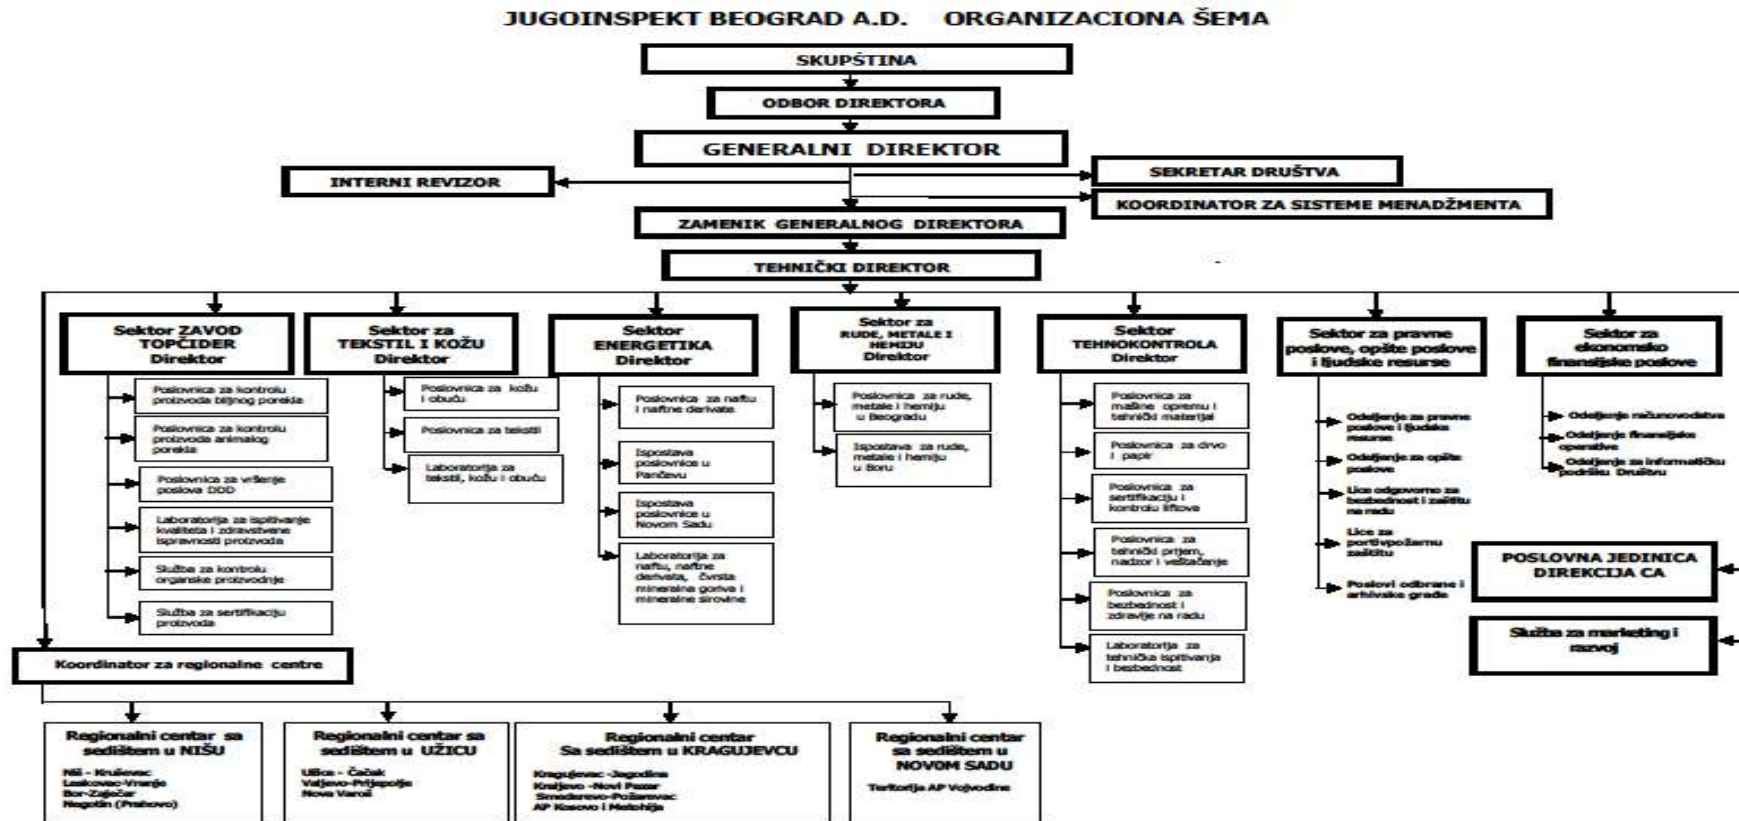 JUGOINSPEKT BEOGRAD A.D. ORGANIZACIONA ŠEMA
SKUPŠTINA
ODBOR DIREKTORA
GENERALNI DIREKTOR
INTERNI REVIZOR
SEKRETAR DRUŠTVA
KOORDINATOR ZA SISTEME MENADŽMENTA
ZAMENIK GENERALNOG DIREKTORA
TEHNIČKI DIREKTOR
Sektor ZAVOD
TOPČIDER
Direktor
Poslovnica za kontrolu
proizvoda biljnog porekla
Poslovnica za kontrolu
proizvoda animalog
porekla
Poslovnica za vršenje
poslova DDD
Laboratorija za ispitivanje
kvaliteta i zdravstvene
ispravnosti proizvoda
Služba za kontrolu
organske proizvodnje
Služba za sertifikaciju
proizvoda
Sektor za
TEKSTIL I KOŽU
Direktor
Poslovnica za kožu
i obuću
Poslovnica za tekstil
Laboratorija za
tekstil, kožu i obuću
Sektor
ENERGETIKA
Direktor
Poslovnica za naftu
i naftne derivate
Ispostava
poslovnice u
Pančevu
Ispostava
poslovnice u
Novom Sadu
Laboratorija za
naftu, naftne
derivata, čvrsta
mineralna goriva i
mineralne sirovine
Sektor za
RUDE, METALE I
HEMIJU
Direktor
Poslovnica za rude,
metale i hemiju
u Beogradu
Ispostava za rude,
metale i hemiju
u Boru
Sektor
TEHNOKONTROLA
Direktor
Poslovnica za
mašine opremu i
tehnički materijal
Poslovnica za drvo
i papir
Poslovnica za
sertifikaciju i
kontrolu liftova
Poslovnica za
tehnički prijem,
nadzor i veštačenje
Poslovnica za
bezbednost i
zdravlje na radu
Laboratorija za
tehnička ispitivanja
i bezbednost
Sektor za pravne
poslove, opšte poslove
i ljudske resurse
Odeljenje za pravne
poslove i ljudske
resurse
Odeljenje za opšte
poslove
Lice odgovorno za
bezbednost i zaštitu
na radu
Lice za
portivpožarnu
zaštitu
Poslovi odbrane i
arhivske građe
Sektor za
ekonomsko
finansijske poslove
Odeljenje računovodstva
Odeljenje finansijske
operative
Odeljenje za informatičku
podršku Društvu
POSLOVNA JEDINICA
DIREKCIJA CA
Služba za marketing i
razvoj
Koordinator za regionalne centre
Regionalni centar sa
sedištem u NIŠU
Niš - Kruševac
Leskovac-Vranje
Bor-Zaječar
Negotin (Prahovo)
Regionalni centar sa
sedištem u UŽICU
Užice - Čačak
Valjevo-Prijepolje
Nova Varoš
Regionalni centar
Sa sedištem u KRAGUJEVCU
Kragujevac -Jagodina
Kraljevo -Novi Pazar
Smederevo-Požarevac
AP Kosovo i Metohija
Regionalni centar
sa sedištem u
NOVOM SADU
Teritorija AP Vojvodine